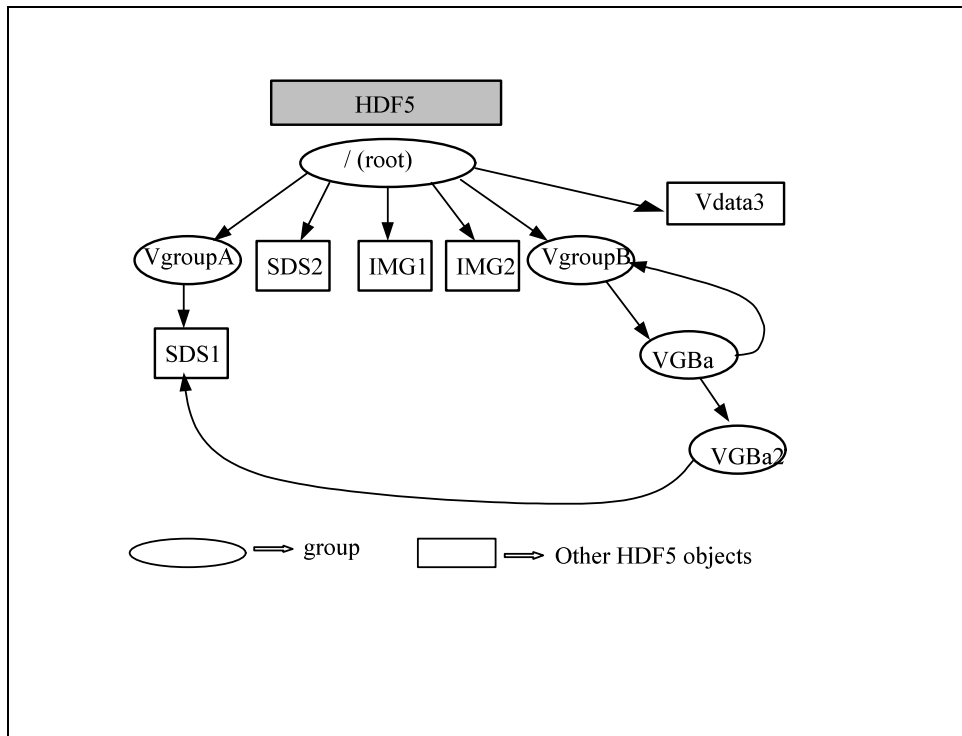 HDF5
/ (root)
Vdata3
VgroupA
SDS2
IMG1
IMG2
VgroupB
SDS1
VGBa
VGBa2
group
Other HDF5 objects